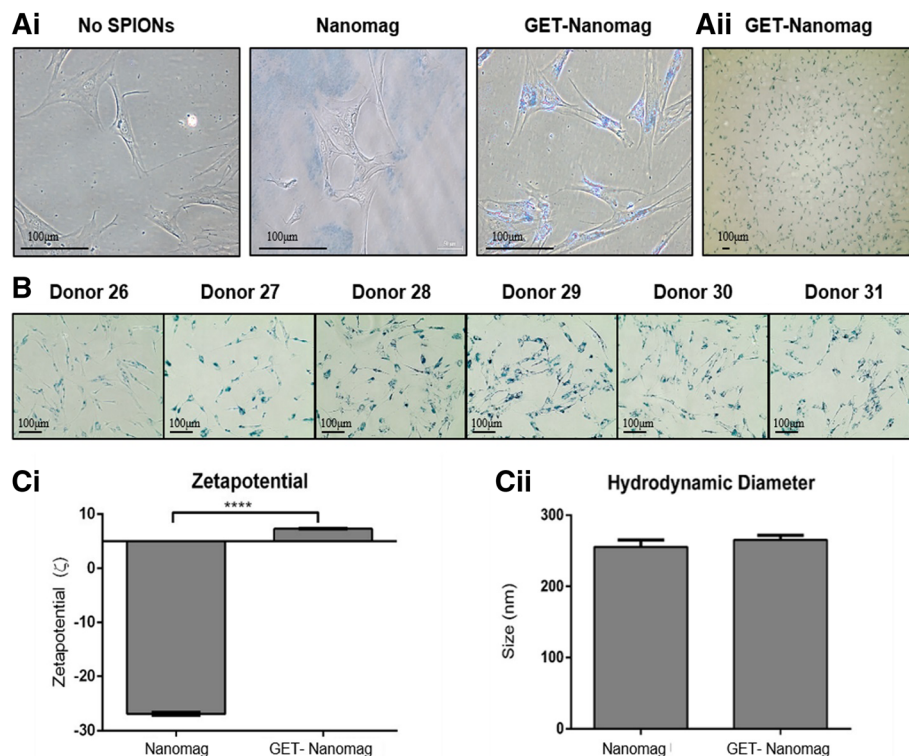 Ai No SPIONs Nanomag GET-Nanomag Aii GET-Nanomag
100µm 100µm 100µm 100µm
B Donor 26 Donor 27 Donor 28 Donor 29 Donor 30 Donor 31
100µm 100µm 100µm 100µm 100µm 100µm
Ci Zetapotential
****
Zetapotential (ζ)
10
0
-10
-20
-30
Nanomag GET- Nanomag
Cii Hydrodynamic Diameter
Size (nm)
300
200
100
0
Nanomag GET- Nanomag